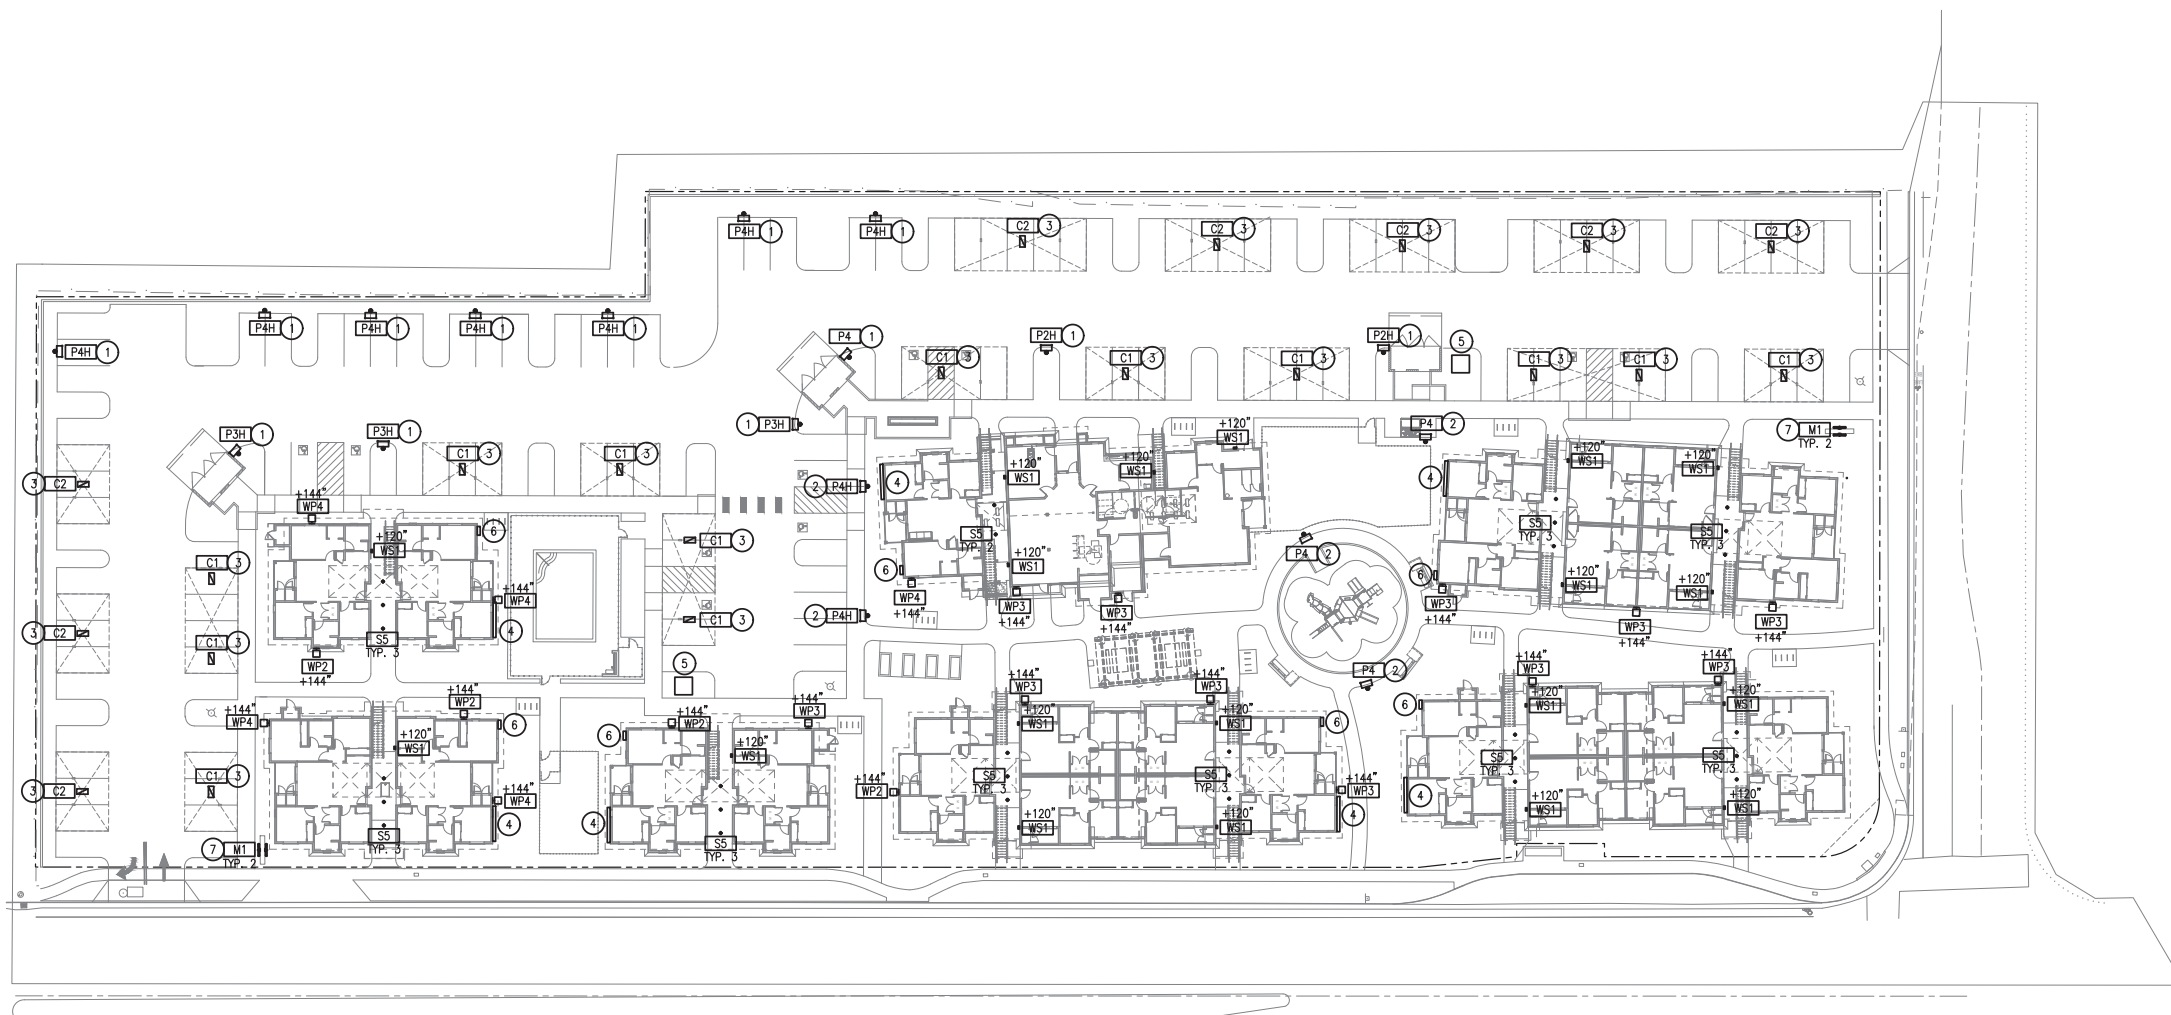 C2 3
C2 3
C2 3
C2 3
C2 3
P4H 1
P4H 1
P4H 1
P4H 1
P4H 1
P4H 1
P4H 1
P4 1
P2H 1
P2H 1
5
C1 3
C1 3
C1 3
C1 3
C1 3
C1 3
1 P3H
P4 2
7 M1
TYP. 2
P3H 1
P3H 1
C1 3
C1 3
+120"
WS1
+120"
WS1
+120"
WS1
+120"
WS1
+120"
WS1
3 C2
2 P4H
4
4
+144"
WP4
6
+120"
WS1
C1 3
S5
TYP. 2
S5
TYP. 3
S5
TYP. 3
P4 2
C1 3
6
+120"
WS1
6
+120"
WS1
+120"
WS1
+144"
WP4
WP4
+144"
WP3
+144"
WP3
+144"
WP3
+144"
WP3
+144"
WP3
+144"
2 P4H
C1 3
3 C2
4
S5
TYP. 3
C1 3
WP2
+144"
5
P4 2
+144"
WP3
+144"
WP3
+144"
WP3
+144"
WP3
+144"
WP2
+144"
WP4
6
+144"
WP2
+144"
WP3
+120"
WS1
+120"
WS1
6
6
+120"
WS1
+120"
WS1
6
+120"
WS1
+120"
WS1
S5
TYP. 3
S5
TYP. 3
S5
TYP. 3
S5
TYP. 3
C1 3
3 C2
+144"
WP4
+144"
WP2
+144"
WP3
4
4
4
4
+120"
WS1
+120"
WS1
+120"
WS1
+120"
WS1
S5
TYP. 3
S5
TYP. 3
7 M1
TYP. 2